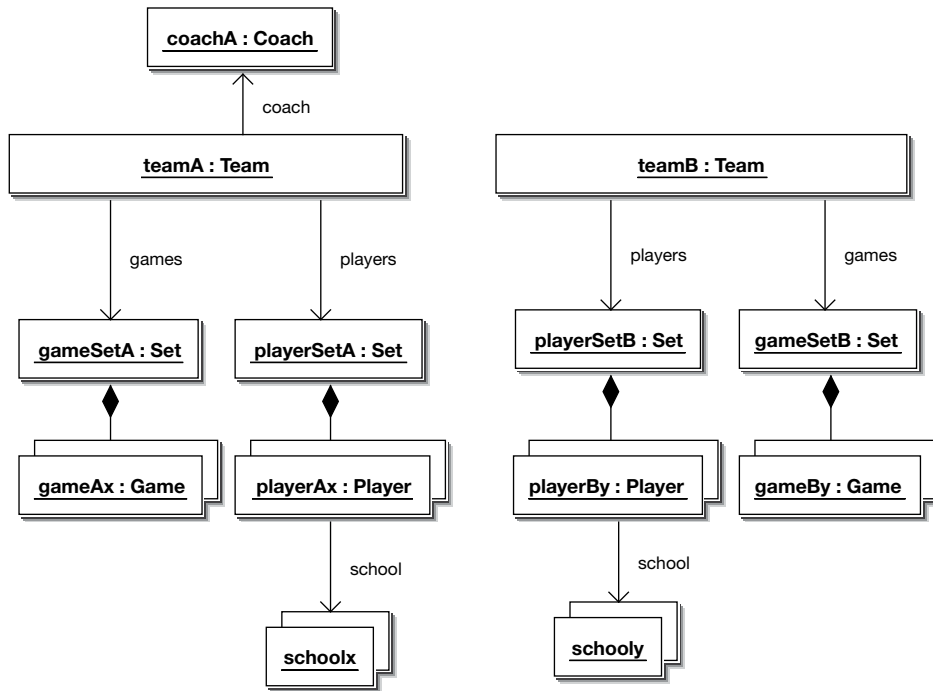 coachA : Coach
coach
teamA : Team
teamB : Team
games
players
players
games
gameSetA : Set
playerSetA : Set
playerSetB : Set
gameSetB : Set
gameAx : Game
playerAx : Player
playerBy : Player
gameBy : Game
school
school
schoolx
schooly